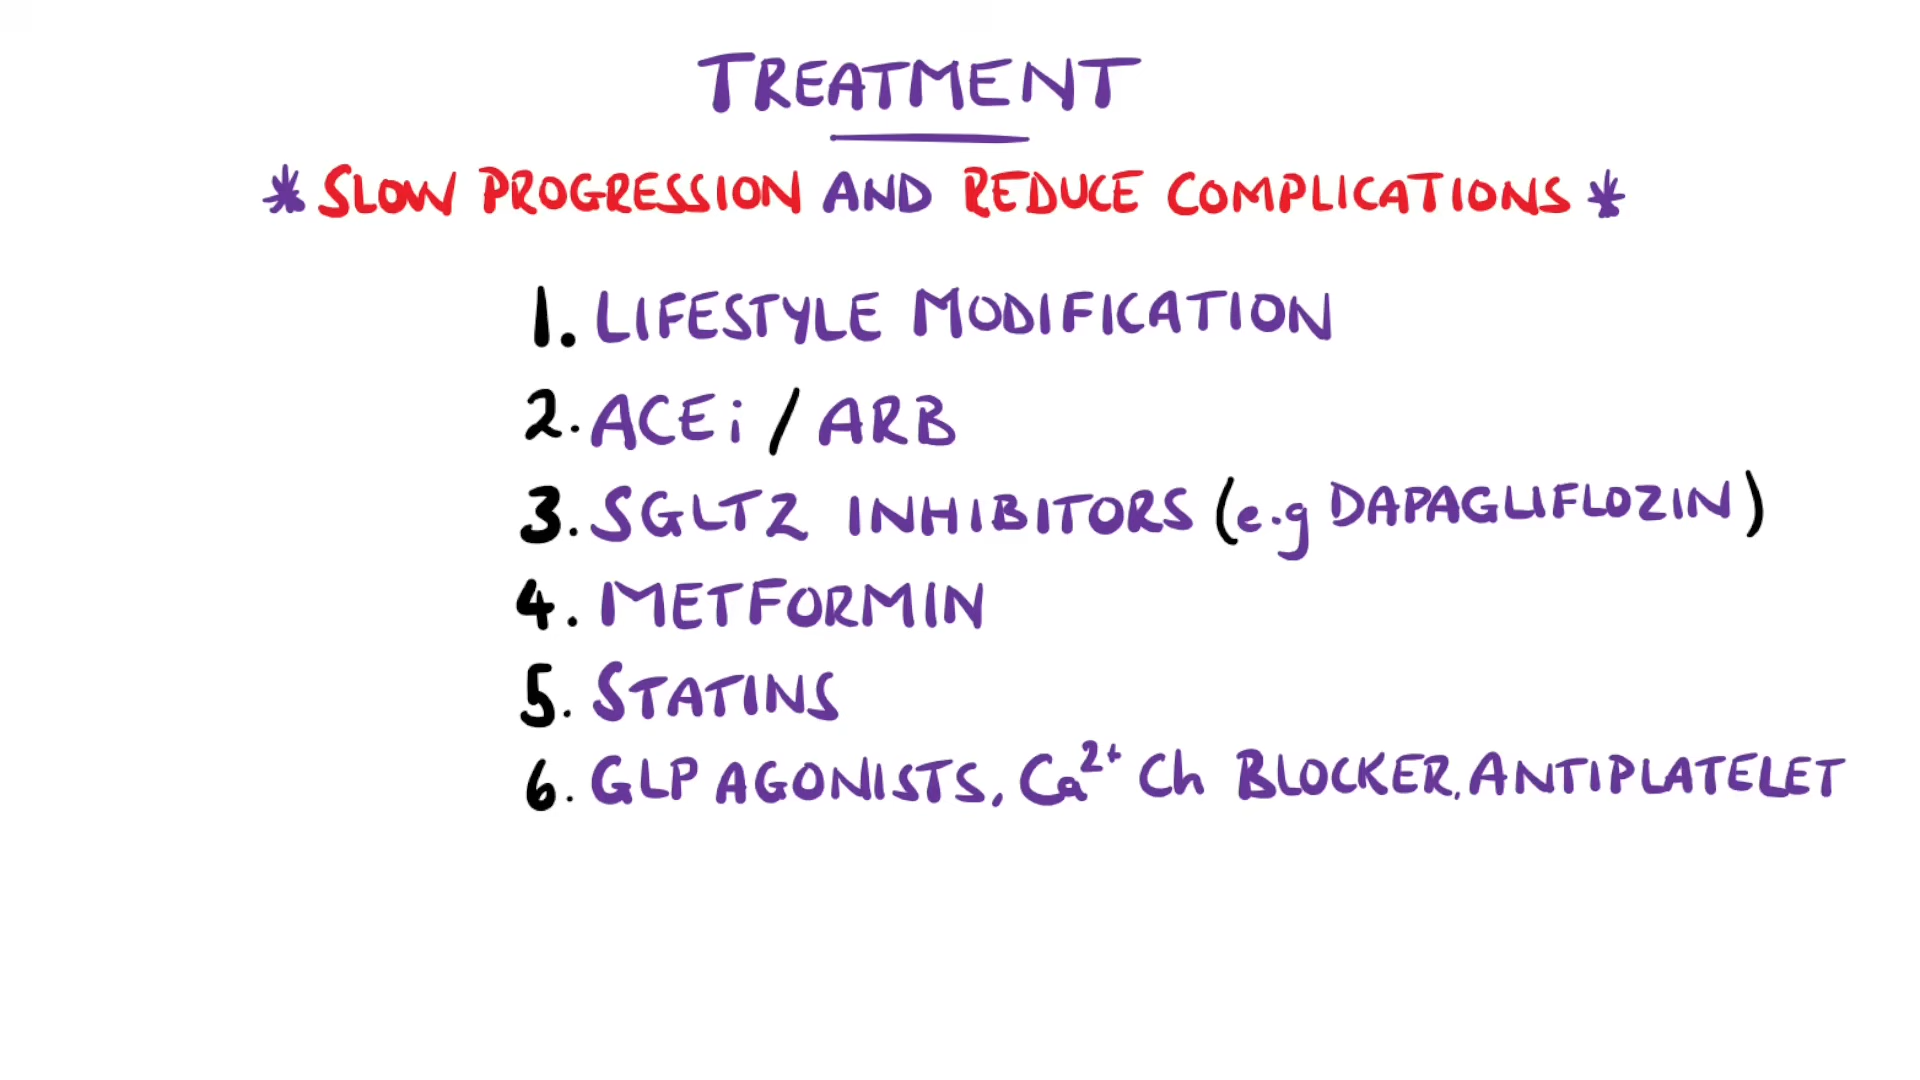 TREATMENT
* SLOW PROGRESSION AND REDUCE COMPLICATIONS *
1. LIFESTYLE MODIFICATION
2. ACEi / ARB
3. SGLT2 INHIBITORS (e.g DAPAGLIFLOZIN)
4. METFORMIN
5. STATINS
6. GLP AGONISTS, Ca²⁺ Ch BLOCKER, ANTIPLATELET